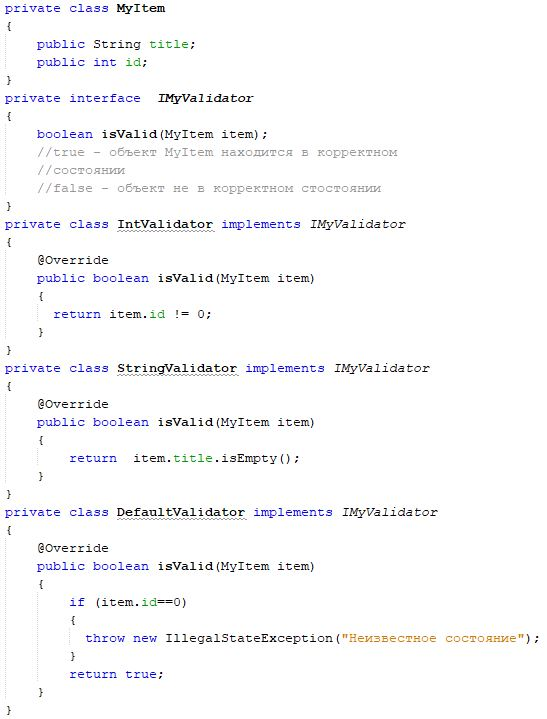 private class MyItem
{
    public String title;
    public int id;
}
private interface  IMyValidator
{
    boolean isValid(MyItem item);
    //true - объект MyItem находится в корректном
    //состоянии
    //false - объект не в корректном стостоянии
}
private class IntValidator implements IMyValidator
{
    @Override
    public boolean isValid(MyItem item)
    {
      return item.id != 0;
    }
}
private class StringValidator implements IMyValidator
{
    @Override
    public boolean isValid(MyItem item)
    {
        return  item.title.isEmpty();
    }
}
private class DefaultValidator implements IMyValidator
{
    @Override
    public boolean isValid(MyItem item)
    {
        if (item.id==0)
        {
          throw new IllegalStateException("Неизвестное состояние");
        }
        return true;
    }
}